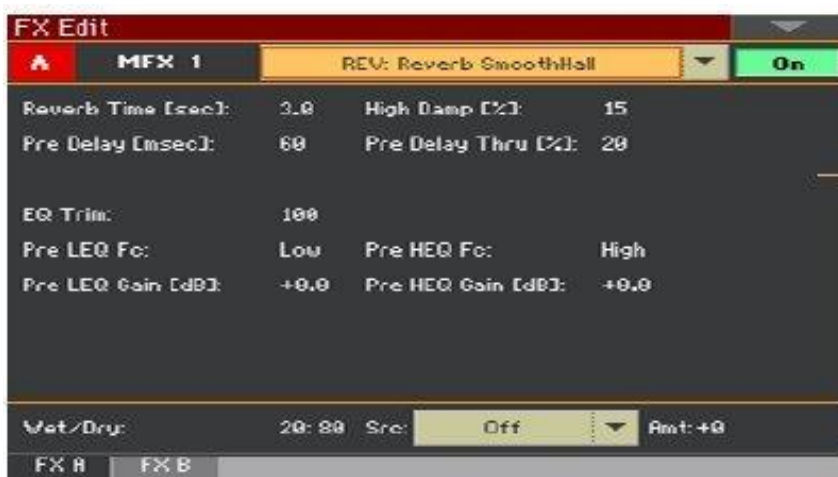 FX Edit
A MFX 1 REV: Reverb SmoothHall On
Reverb Time [sec]: 3.0 High Damp [%]: 15
Pre Delay [msec]: 60 Pre Delay Thru [%]: 20
EQ Trim: 100
Pre LEQ Fc: Low Pre HEQ Fc: High
Pre LEQ Gain [dB]: +0.0 Pre HEQ Gain [dB]: +0.0
Wet/Dry: 20:80 Src: Off Amt:+0
FX A FX B